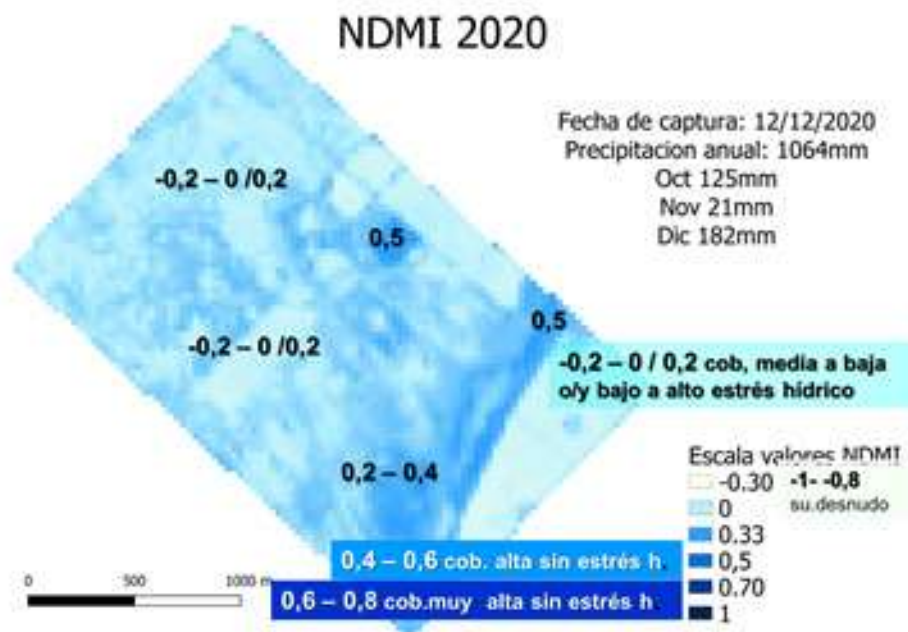 NDMI 2020
Fecha de captura: 12/12/2020
Precipitacion anual: 1064mm
Oct 125mm
Nov 21mm
Dic 182mm
-0,2 – 0 /0,2
0,5
0,5
-0,2 – 0 /0,2
-0,2 – 0 / 0,2 cob, media a baja
o/y bajo a alto estrés hídrico
0,2 – 0,4
Escala valores NDMI
-0.30
-1- -0,8
su.desnudo
0
0.33
0,5
0.70
1
0,4 – 0,6 cob. alta sin estrés h.
0,6 – 0,8 cob.muy alta sin estrés h.
0 500 1000 m